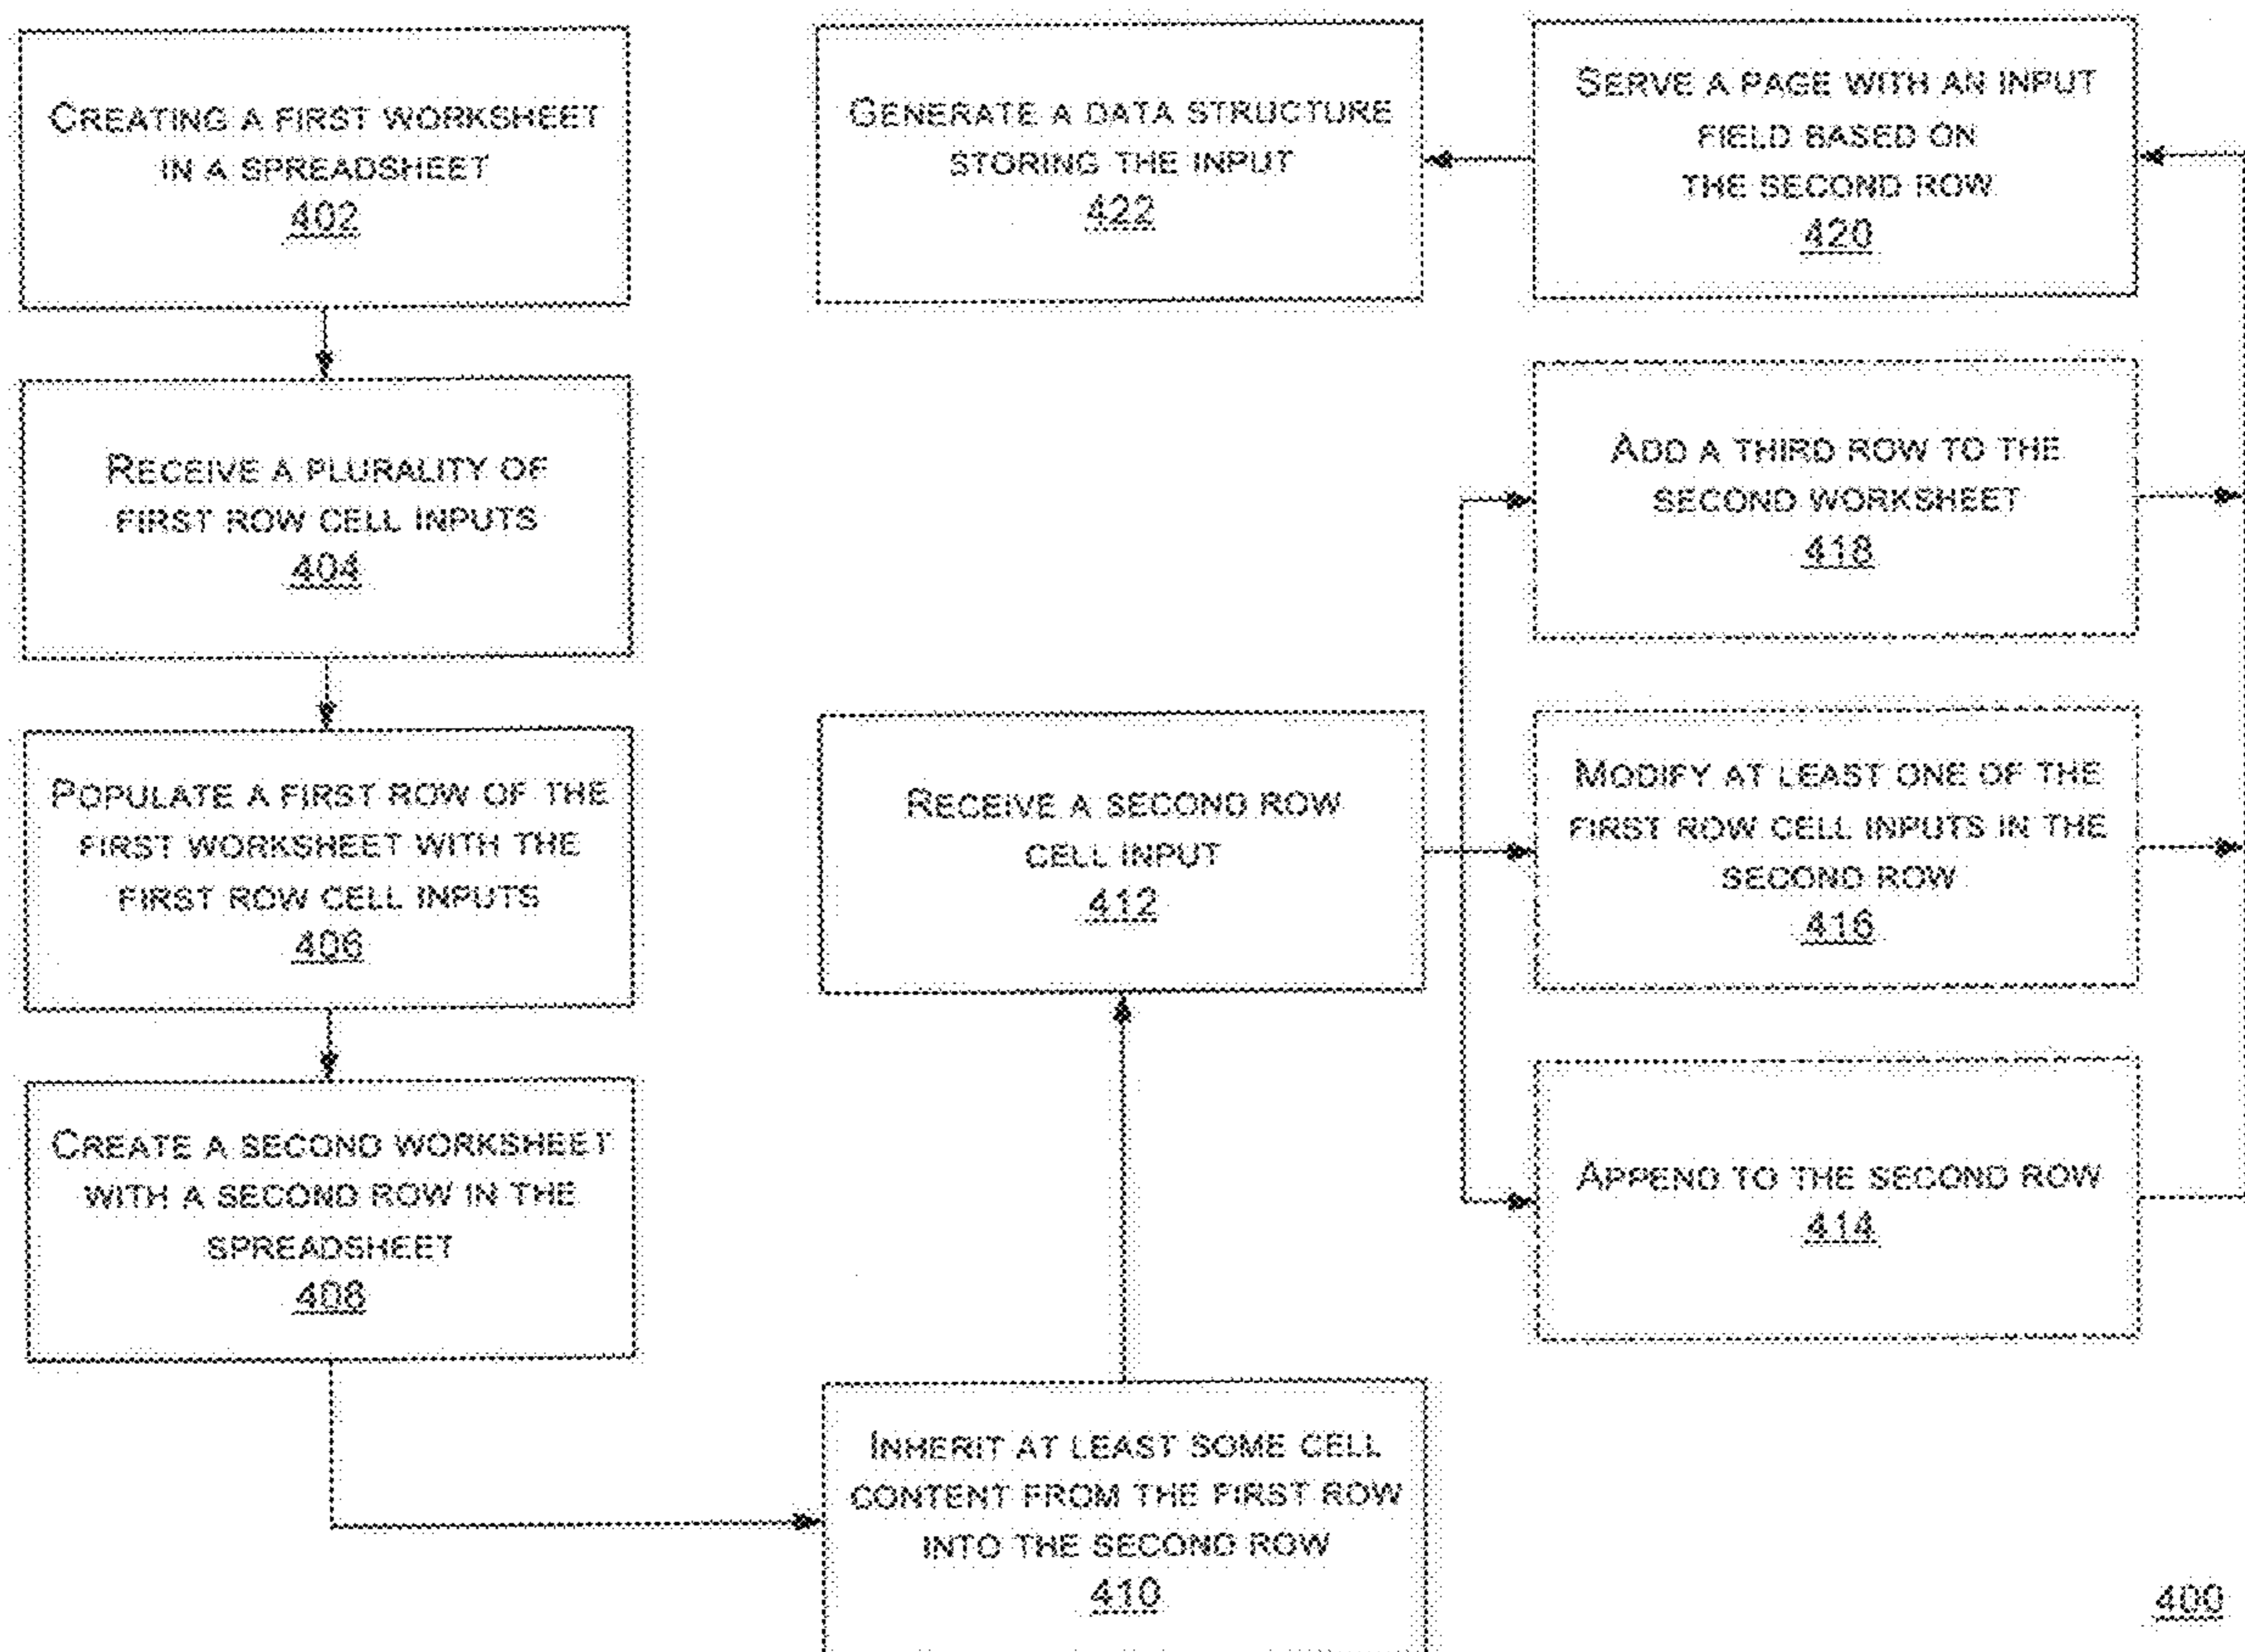 CREATING A FIRST WORKSHEET
IN A SPREADSHEET
402
RECEIVE A PLURALITY OF
FIRST ROW CELL INPUTS
404
POPULATE A FIRST ROW OF THE
FIRST WORKSHEET WITH THE
FIRST ROW CELL INPUTS
406
CREATE A SECOND WORKSHEET
WITH A SECOND ROW IN THE
SPREADSHEET
408
INHERIT AT LEAST SOME CELL
CONTENT FROM THE FIRST ROW
INTO THE SECOND ROW
410
RECEIVE A SECOND ROW
CELL INPUT
412
APPEND TO THE SECOND ROW
414
MODIFY AT LEAST ONE OF THE
FIRST ROW CELL INPUTS IN THE
SECOND ROW
416
ADD A THIRD ROW TO THE
SECOND WORKSHEET
418
SERVE A PAGE WITH AN INPUT
FIELD BASED ON
THE SECOND ROW
420
GENERATE A DATA STRUCTURE
STORING THE INPUT
422
400